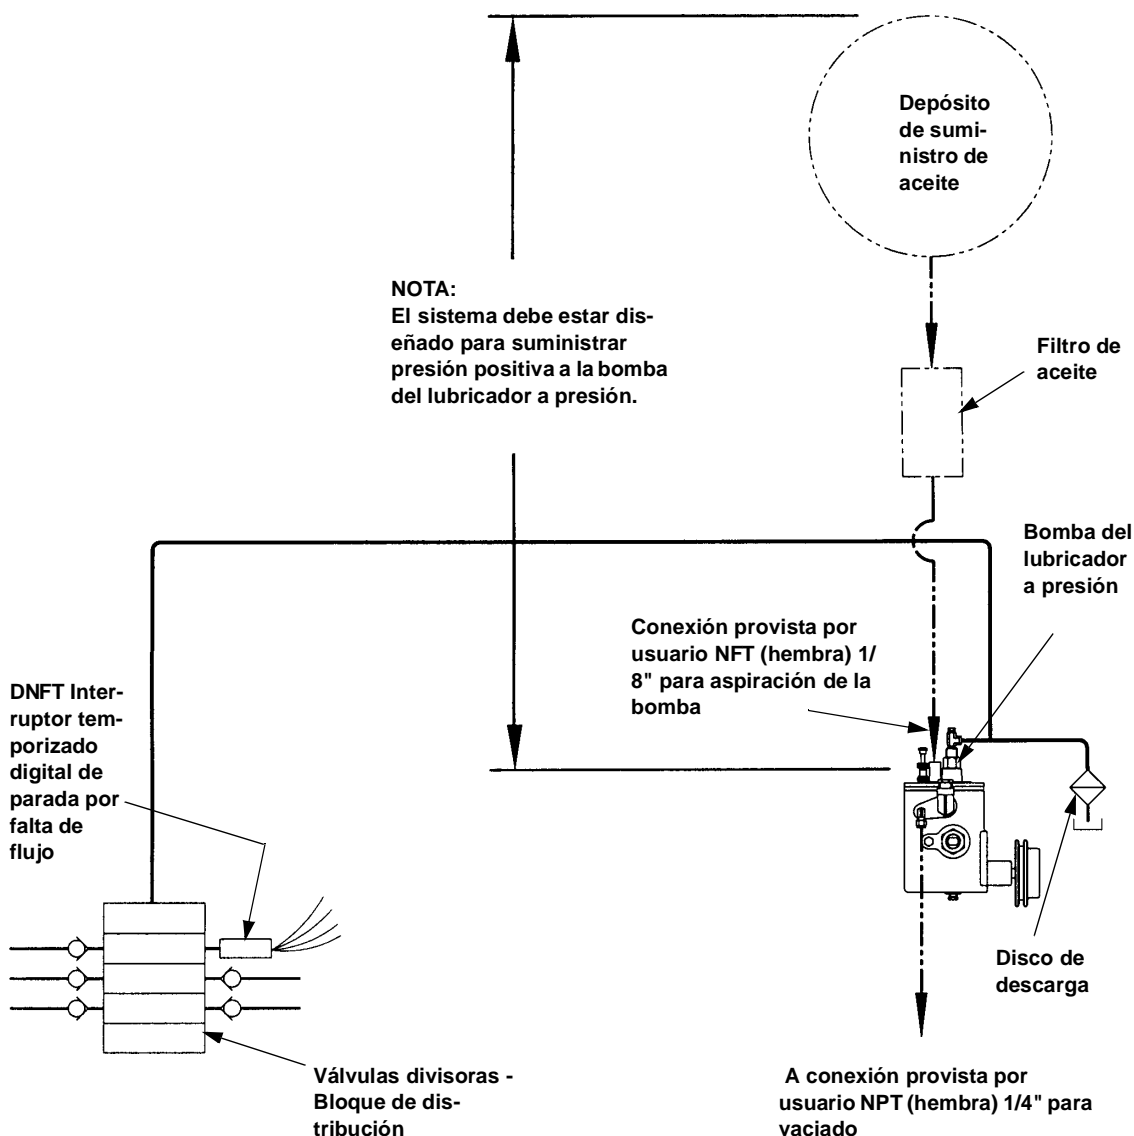 Depósito
de sumi-
nistro de
aceite
NOTA:
El sistema debe estar dis-
eñado para suministrar
presión positiva a la bomba
del lubricador a presión.
Filtro de
aceite
Bomba del
lubricador
a presión
Conexión provista por
usuario NFT (hembra) 1/
8" para aspiración de la
bomba
DNFT Inter-
ruptor tem-
porizado
digital de
parada por
falta de
flujo
Disco de
descarga
Válvulas divisoras -
Bloque de dis-
tribución
A conexión provista por
usuario NPT (hembra) 1/4" para
vaciado